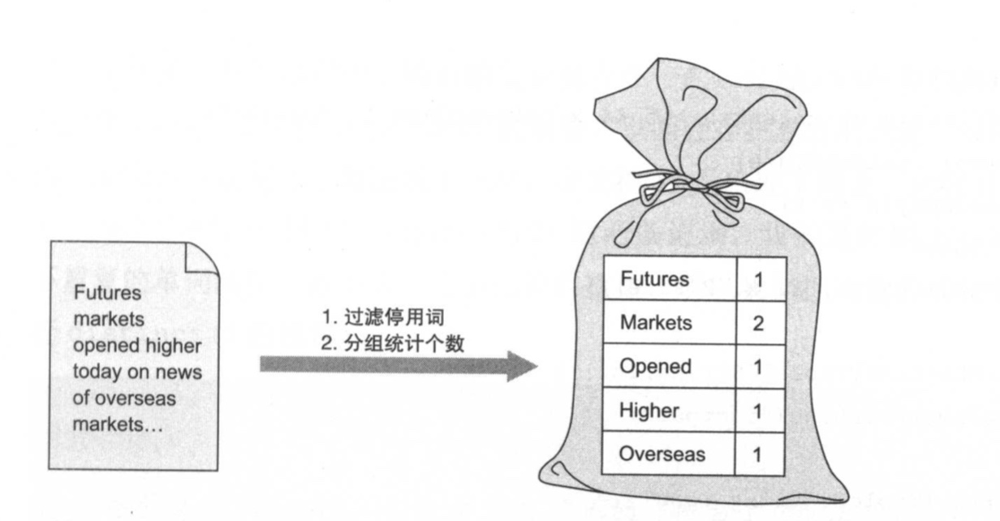 Futures
markets
opened higher
today on news
of overseas
markets…
1. 过滤停用词
2. 分组统计个数
Futures 1
Markets 2
Opened 1
Higher 1
Overseas 1